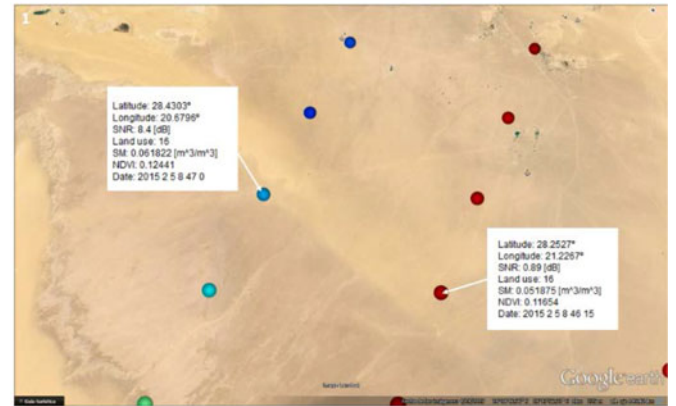 1
Latitude: 28.4303°
Longitude: 20.6796°
SNR: 8.4 [dB]
Land use: 16
SM: 0.061822 [m^3/m^3]
NDVI: 0.12441
Date: 2015 2 5 8 47 0
Latitude: 28.2527°
Longitude: 21.2267°
SNR: 0.89 [dB]
Land use: 16
SM: 0.051875 [m^3/m^3]
NDVI: 0.11654
Date: 2015 2 5 8 46 15
Google earth
Guía turística